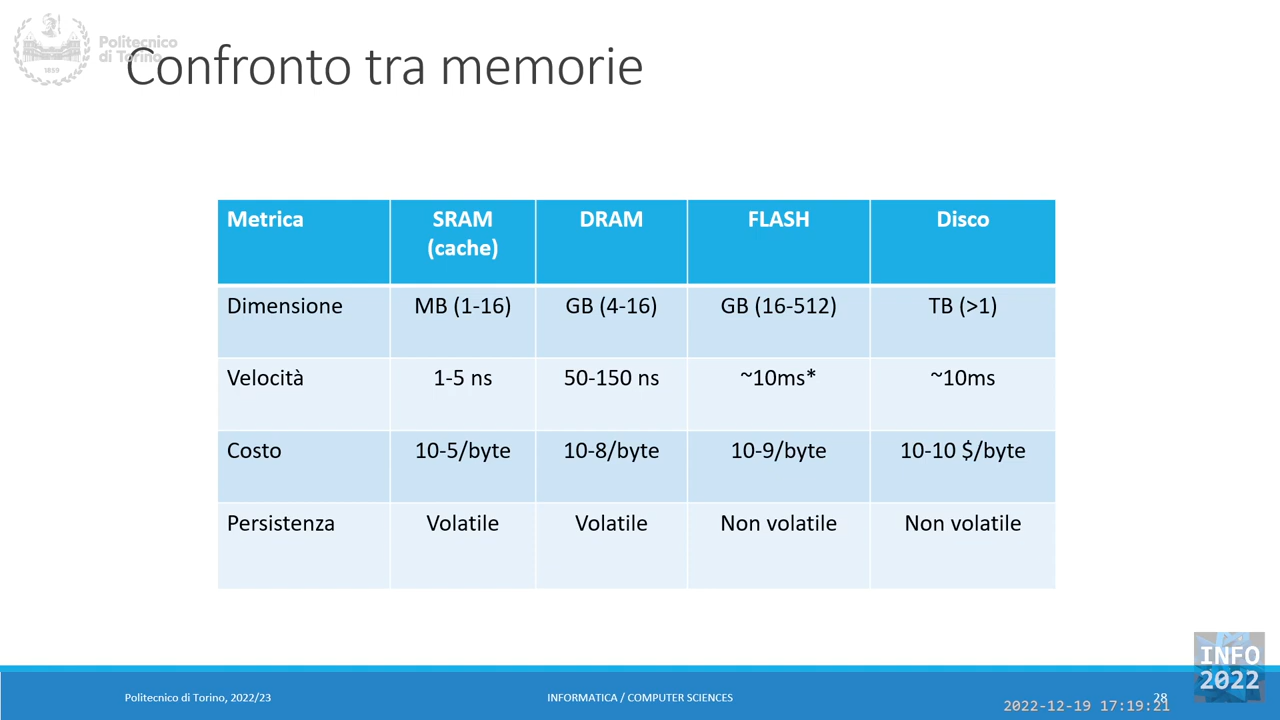 Politecnico
di Torino
1859
Confronto tra memorie
Metrica SRAM (cache) DRAM FLASH Disco
Dimensione MB (1-16) GB (4-16) GB (16-512) TB (>1)
Velocità 1-5 ns 50-150 ns ~10ms* ~10ms
Costo 10-5/byte 10-8/byte 10-9/byte 10-10 $/byte
Persistenza Volatile Volatile Non volatile Non volatile
INFO
2022
Politecnico di Torino, 2022/23 INFORMATICA / COMPUTER SCIENCES 28
2022-12-19 17:19:21